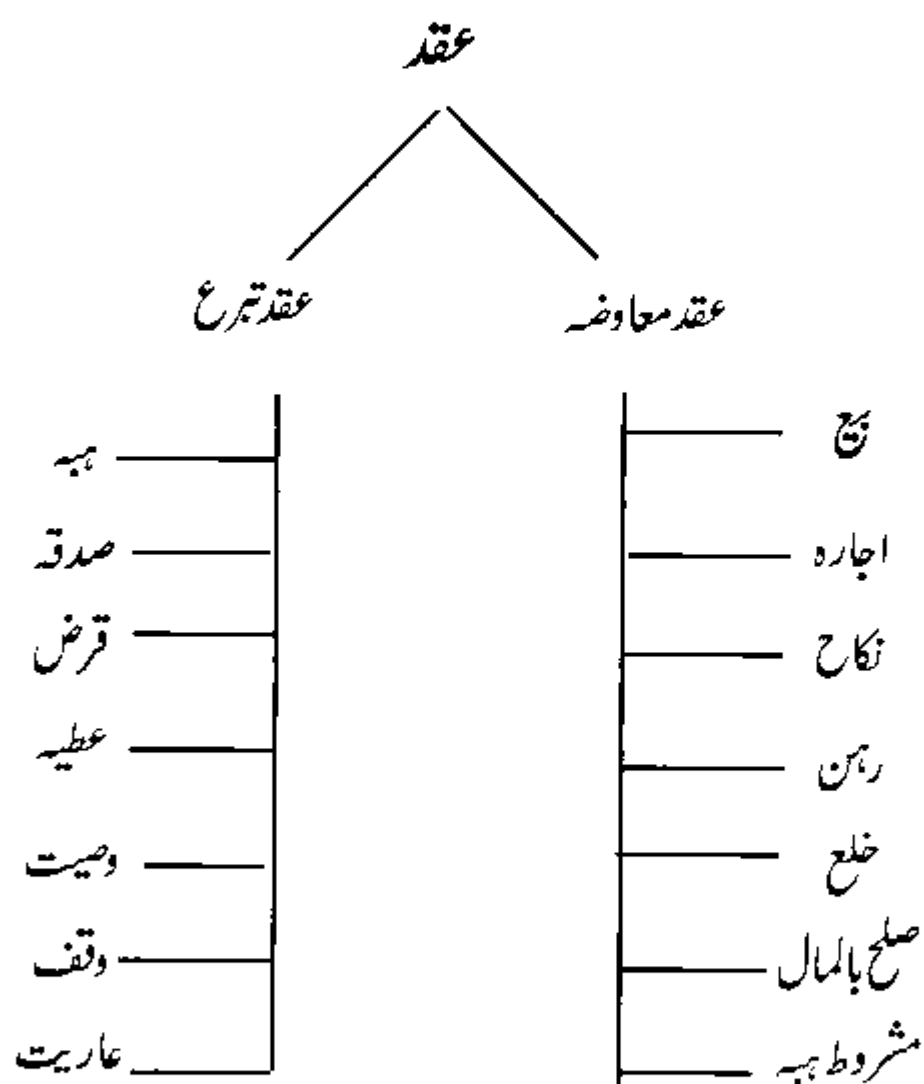 عقد
عقد معاوضہ
عقد تبرع
بیع
اجارہ
نکاح
رہن
خلع
صلح بالمال
مشروط ہبہ
ہبہ
صدقہ
قرض
عطیہ
وصیت
وقف
عاریت